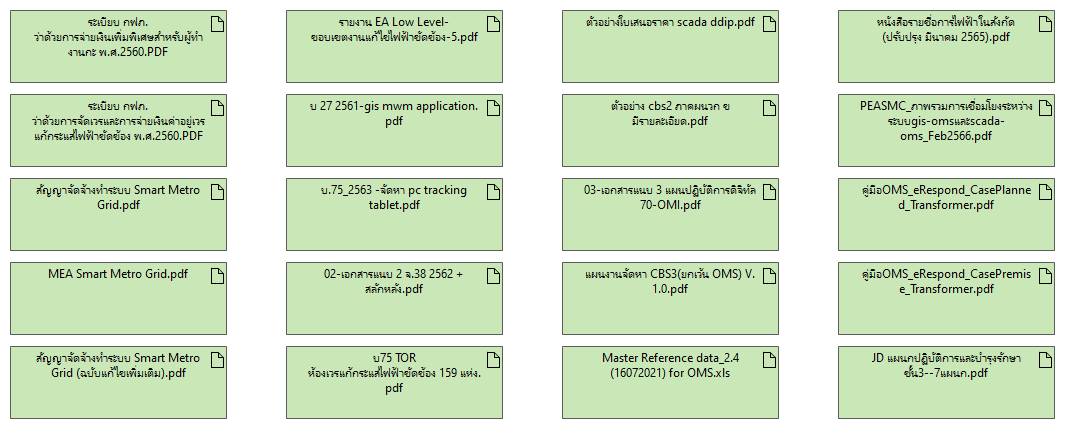 ระเบียบ กฟภ.
ว่าด้วยการจ่ายเงินเพิ่มพิเศษสำหรับผู้ทำ
งานกะ พ.ศ.2560.PDF
รายงาน EA Low Level-
ขอบเขตงานแก้ไขไฟฟ้าขัดข้อง-5.pdf
ตัวอย่างใบเสนอราคา scada ddip.pdf
หนังสือรายชื่อการไฟฟ้าในสังกัด
(ปรับปรุง มีนาคม 2565).pdf
ระเบียบ กฟภ.
ว่าด้วยการจัดเวรและการจ่ายเงินค่าอยู่เวร
แก้กระแสไฟฟ้าขัดข้อง พ.ศ.2560.PDF
บ 27 2561-gis mwm application.
pdf
ตัวอย่าง cbs2 ภาคผนวก ข
มีรายละเอียด.pdf
PEASMC_ภาพรวมการเชื่อมโยงระหว่าง
ระบบgis-omsและscada-
oms_Feb2566.pdf
สัญญาจัดจ้างทำระบบ Smart Metro
Grid.pdf
บ.75_2563 -จัดหา pc tracking
tablet.pdf
03-เอกสารแนบ 3 แผนปฏิบัติการดิจิทัล
70-OMI.pdf
คู่มือOMS_eRespond_CasePlanne
d_Transformer.pdf
MEA Smart Metro Grid.pdf
02-เอกสารแนบ 2 จ.38 2562 +
สลักหลัง.pdf
แผนงานจัดหา CBS3(ยกเว้น OMS) V.
1.0.pdf
คู่มือOMS_eRespond_CasePremis
e_Transformer.pdf
สัญญาจัดจ้างทำระบบ Smart Metro
Grid (ฉบับแก้ไขเพิ่มเติม).pdf
บ75 TOR
ห้องเวรแก้กระแสไฟฟ้าขัดข้อง 159 แห่ง.
pdf
Master Reference data_2.4
(16072021) for OMS.xls
JD แผนกปฏิบัติการและบำรุงรักษา
ชั้น3--7แผนก.pdf